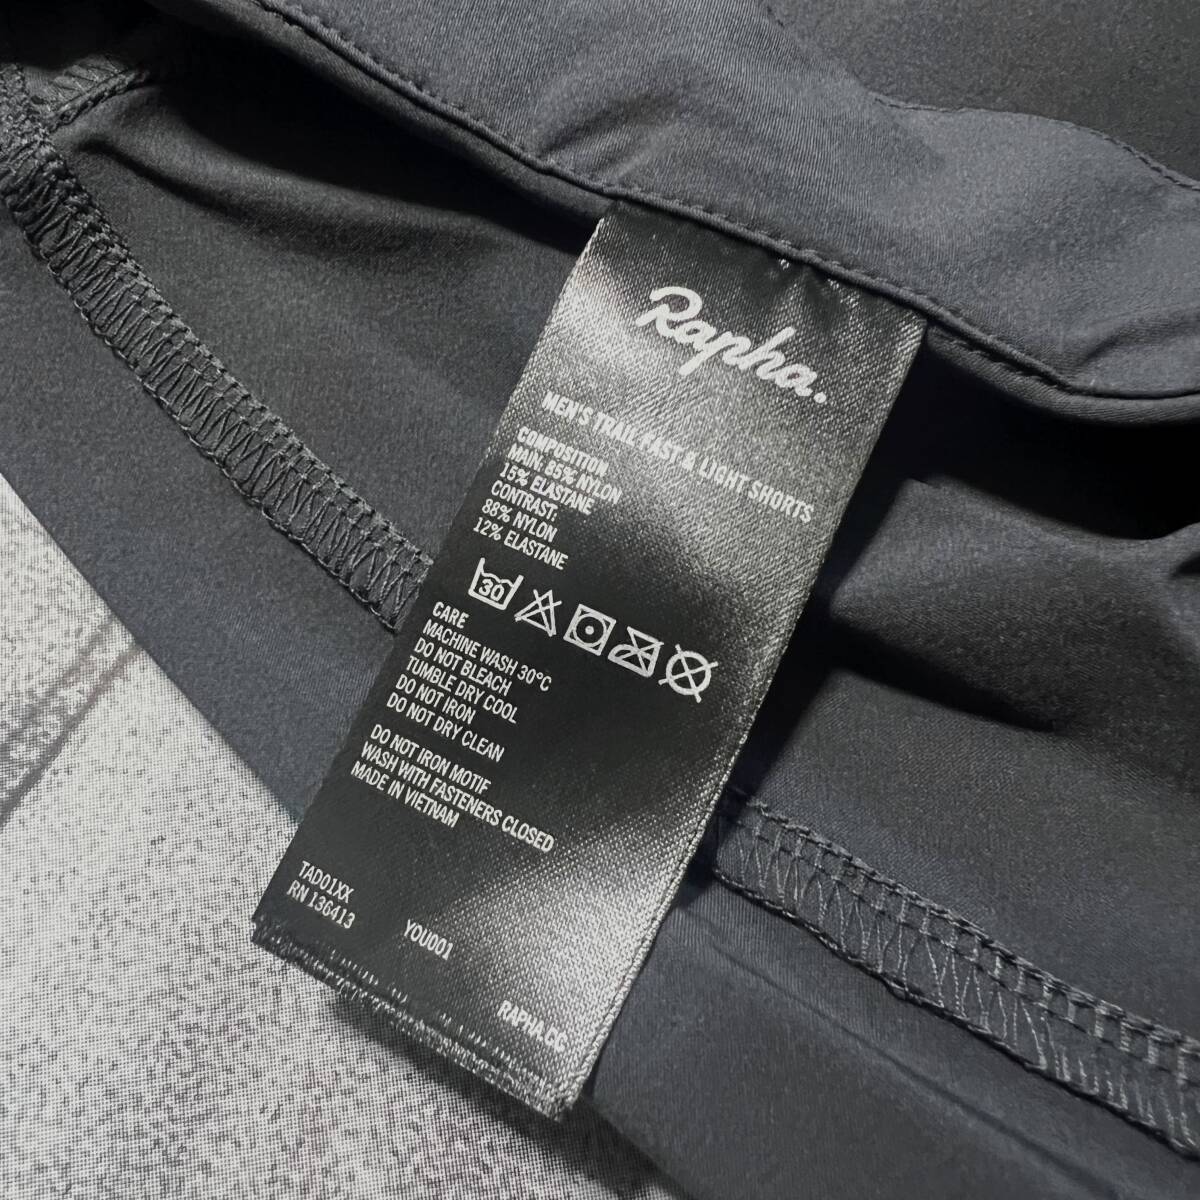 Rapha.
MEN'S TRAIL FAST & LIGHT SHORTS
COMPOSITION
MAIN: 85% NYLON
15% ELASTANE
CONTRAST.
88% NYLON
12% ELASTANE
30
CARE
MACHINE WASH 30°C
DO NOT BLEACH
TUMBLE DRY COOL
DO NOT IRON
DO NOT DRY CLEAN
DO NOT IRON MOTIF
WASH WITH FASTENERS CLOSED
MADE IN VIETNAM
TAD01XX
RN 136413
YOU001
RAPHA.CC